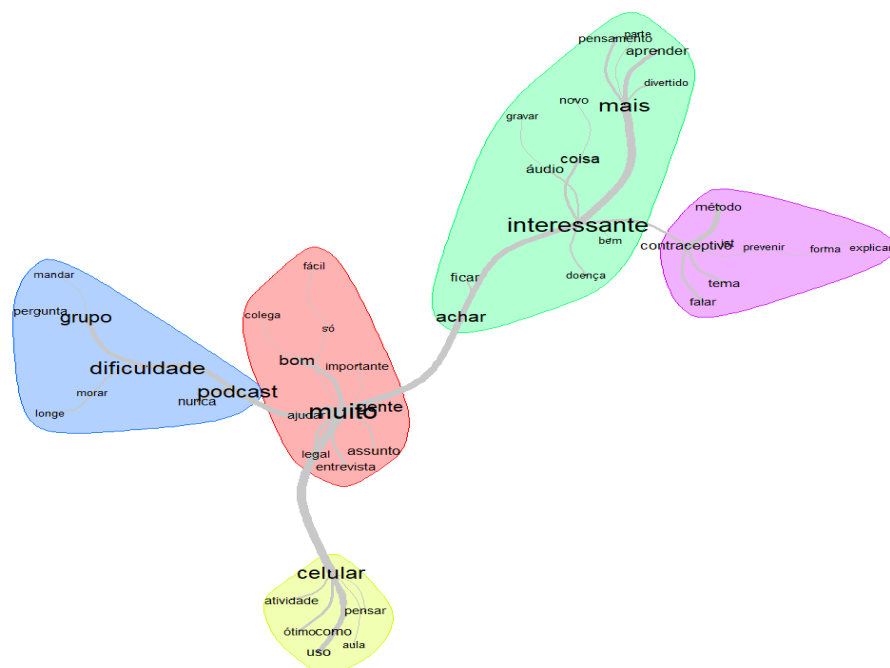 parte
pensamento
aprender
divertido
mais
novo
gravar
coisa
áudio
interessante
bem
doença
ficar
achar
método
contraceptivo
ist
prevenir
forma
explicar
tema
falar
fácil
colega
só
bom
importante
muito
gente
ajudar
legal
assunto
entrevista
mandar
pergunta
grupo
dificuldade
podcast
morar
nunca
longe
celular
atividade
pensar
ótimo
como
uso
aula